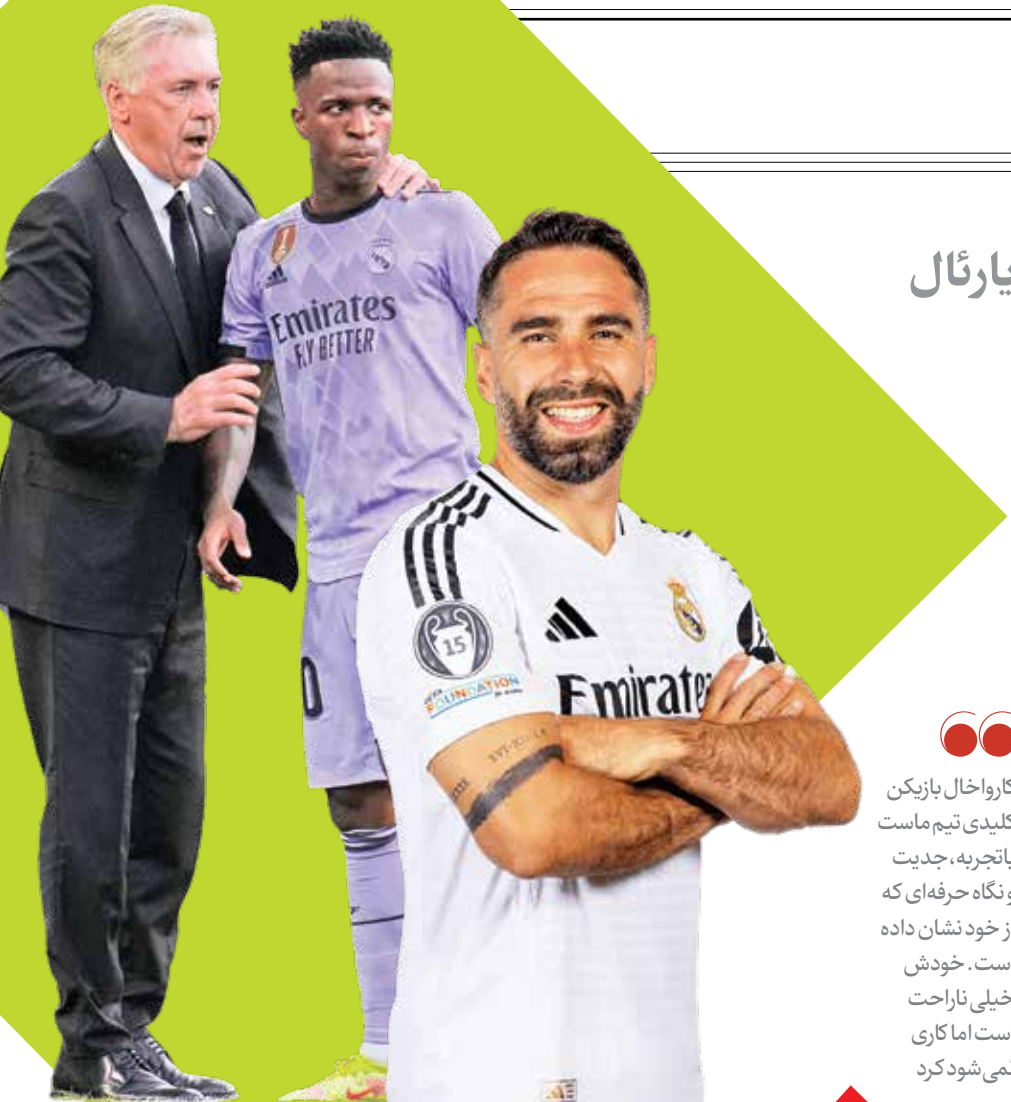 یارئال
Emirates
FLY BETTER
15
FOUNDATION
Emirates
کارواخال بازیکن
کلیدی تیم ماست
باتجربه، جدیت
و نگاه حرفه‌ای که
ز خود نشان داده
ست. خودش
خیلی ناراحت
ست اما کاری
نمی‌شود کرد